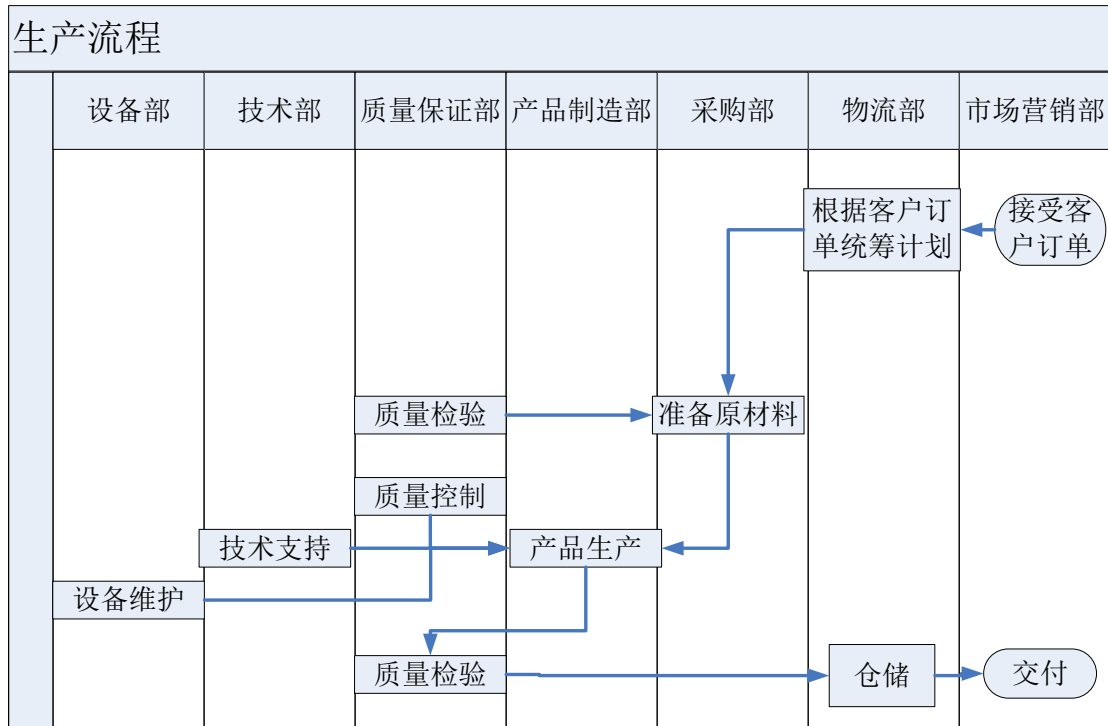 生产流程
设备部
技术部
质量保证部
产品制造部
采购部
物流部
市场营销部
根据客户订
单统筹计划
接受客
户订单
质量检验
准备原材料
质量控制
技术支持
产品生产
设备维护
质量检验
仓储
交付